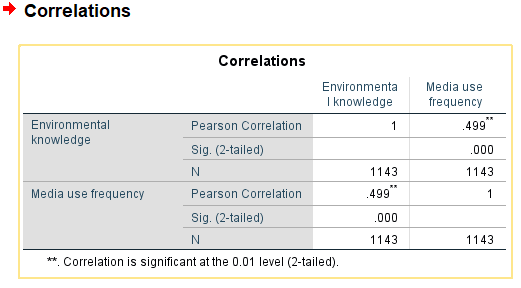 Correlations
Correlations
Environmenta Media use
l knowledge frequency
Environmental knowledge Pearson Correlation 1 .499**
Sig. (2-tailed) .000
N 1143 1143
Media use frequency Pearson Correlation .499** 1
Sig. (2-tailed) .000
N 1143 1143
**. Correlation is significant at the 0.01 level (2-tailed).